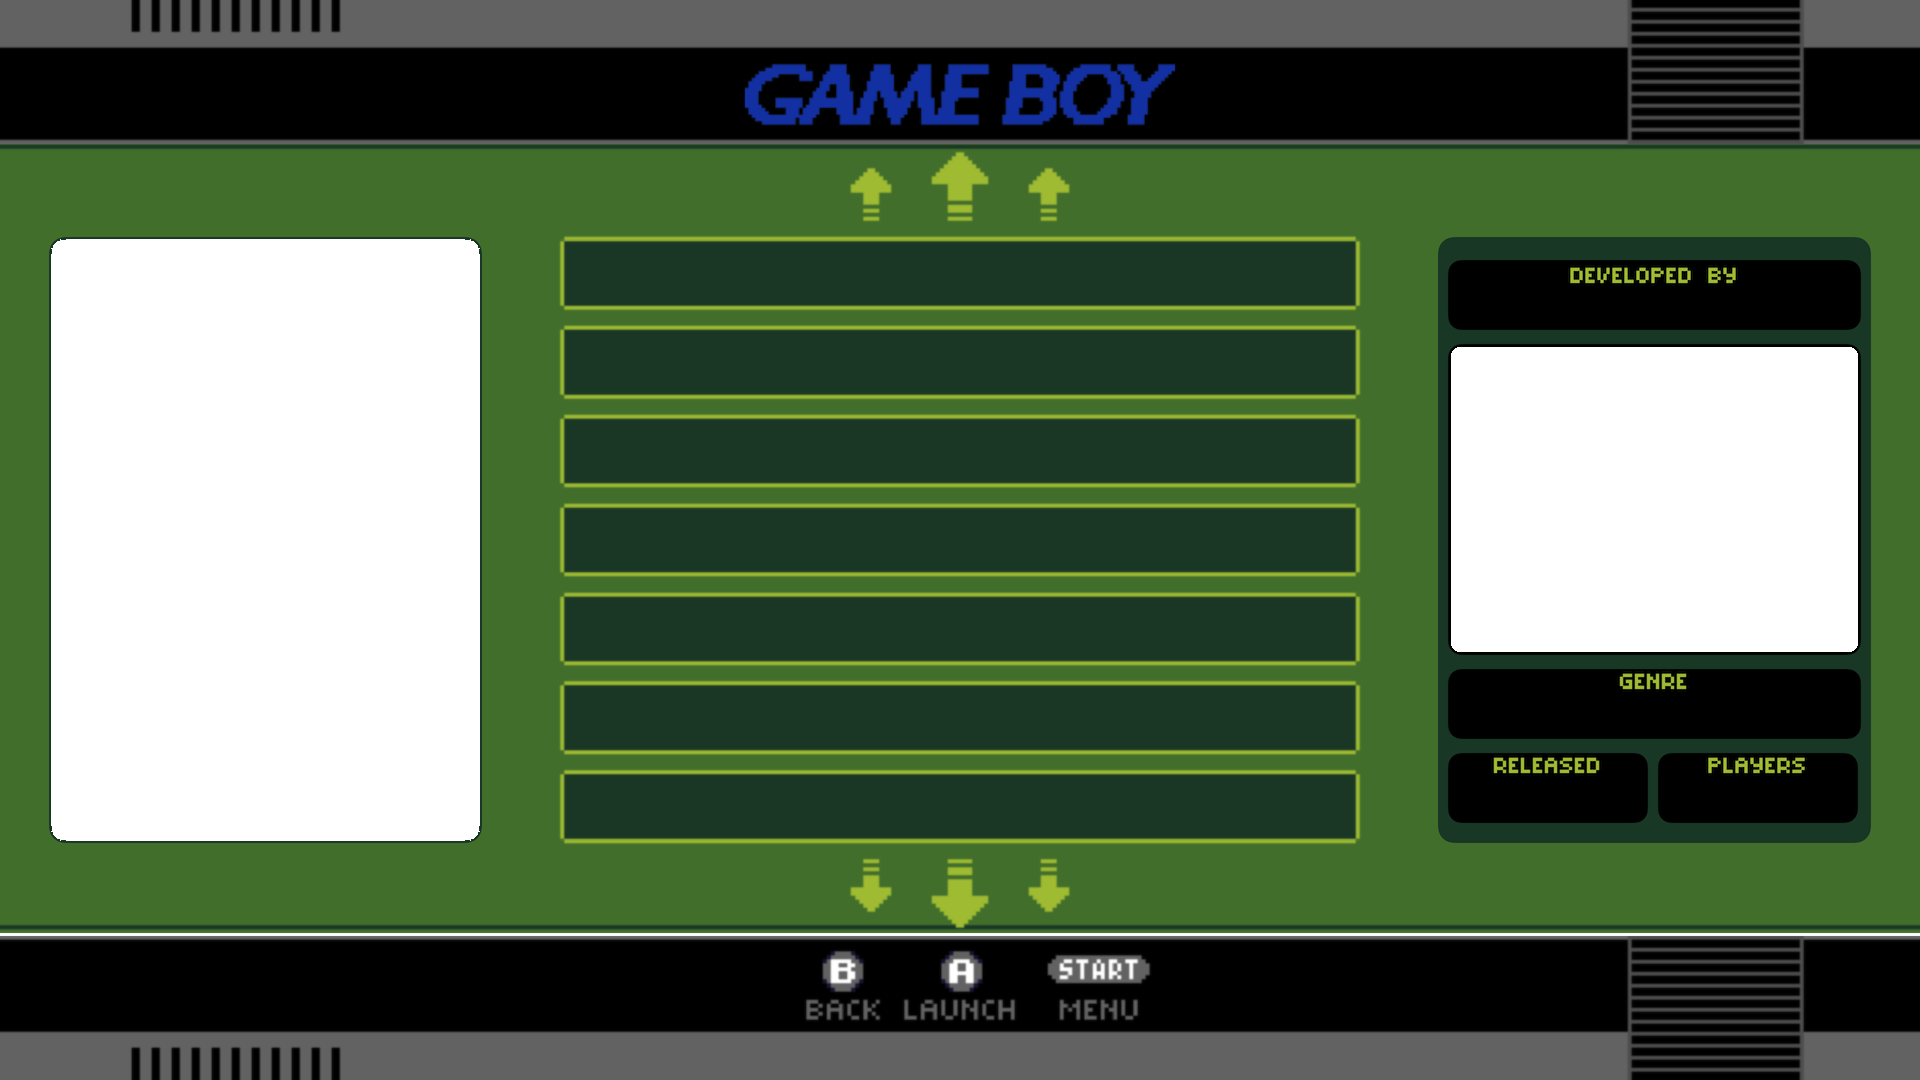 GAME BOY
DEVELOPED BY
GENRE
RELEASED PLAYERS
B A START
BACK LAUNCH MENU